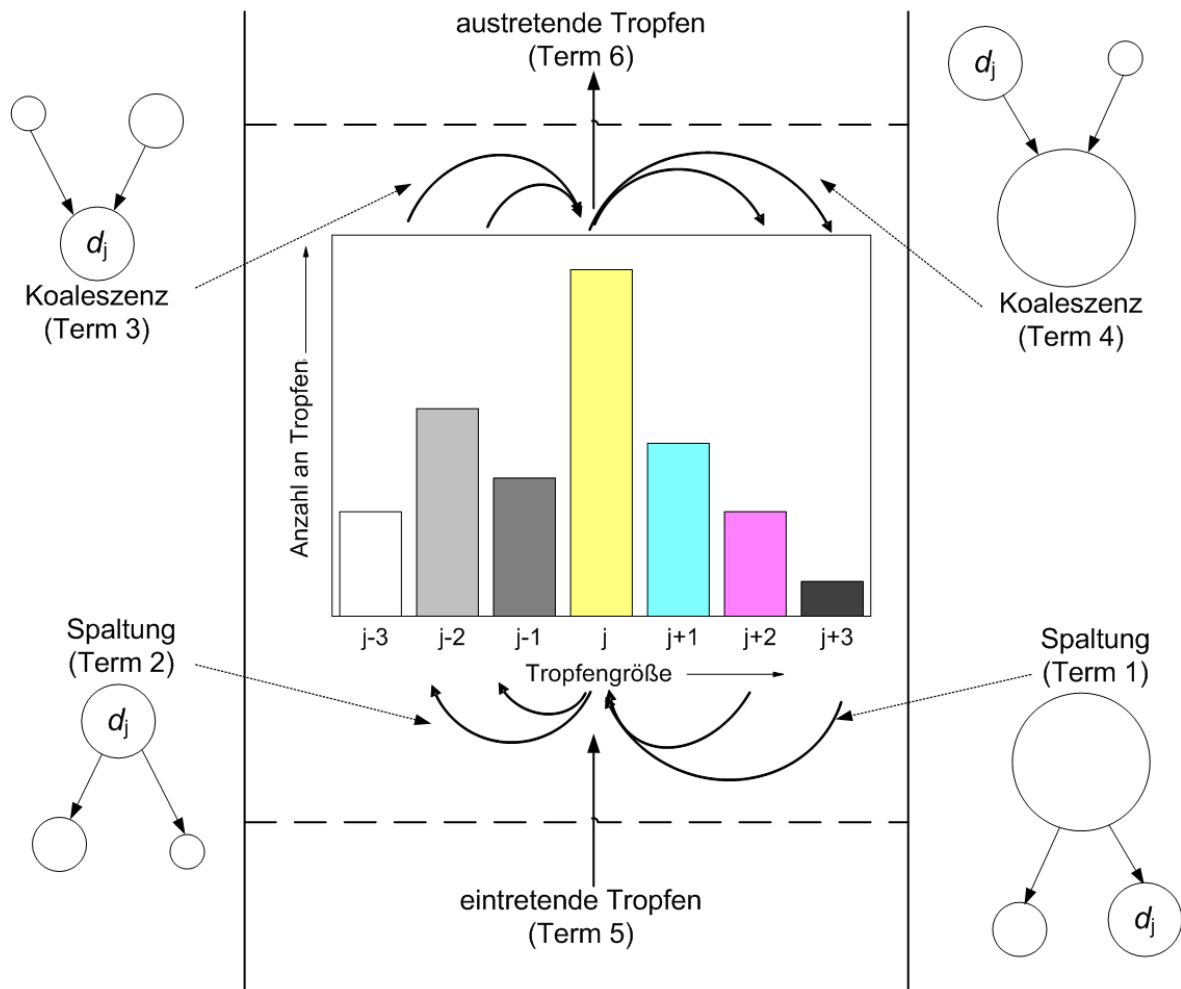 austretende Tropfen
(Term 6)
dj
dj
Koaleszenz
(Term 3)
Koaleszenz
(Term 4)
Anzahl an Tropfen
j-3
j-2
j-1
j
j+1
j+2
j+3
Tropfengröße
Spaltung
(Term 2)
dj
Spaltung
(Term 1)
dj
eintretende Tropfen
(Term 5)